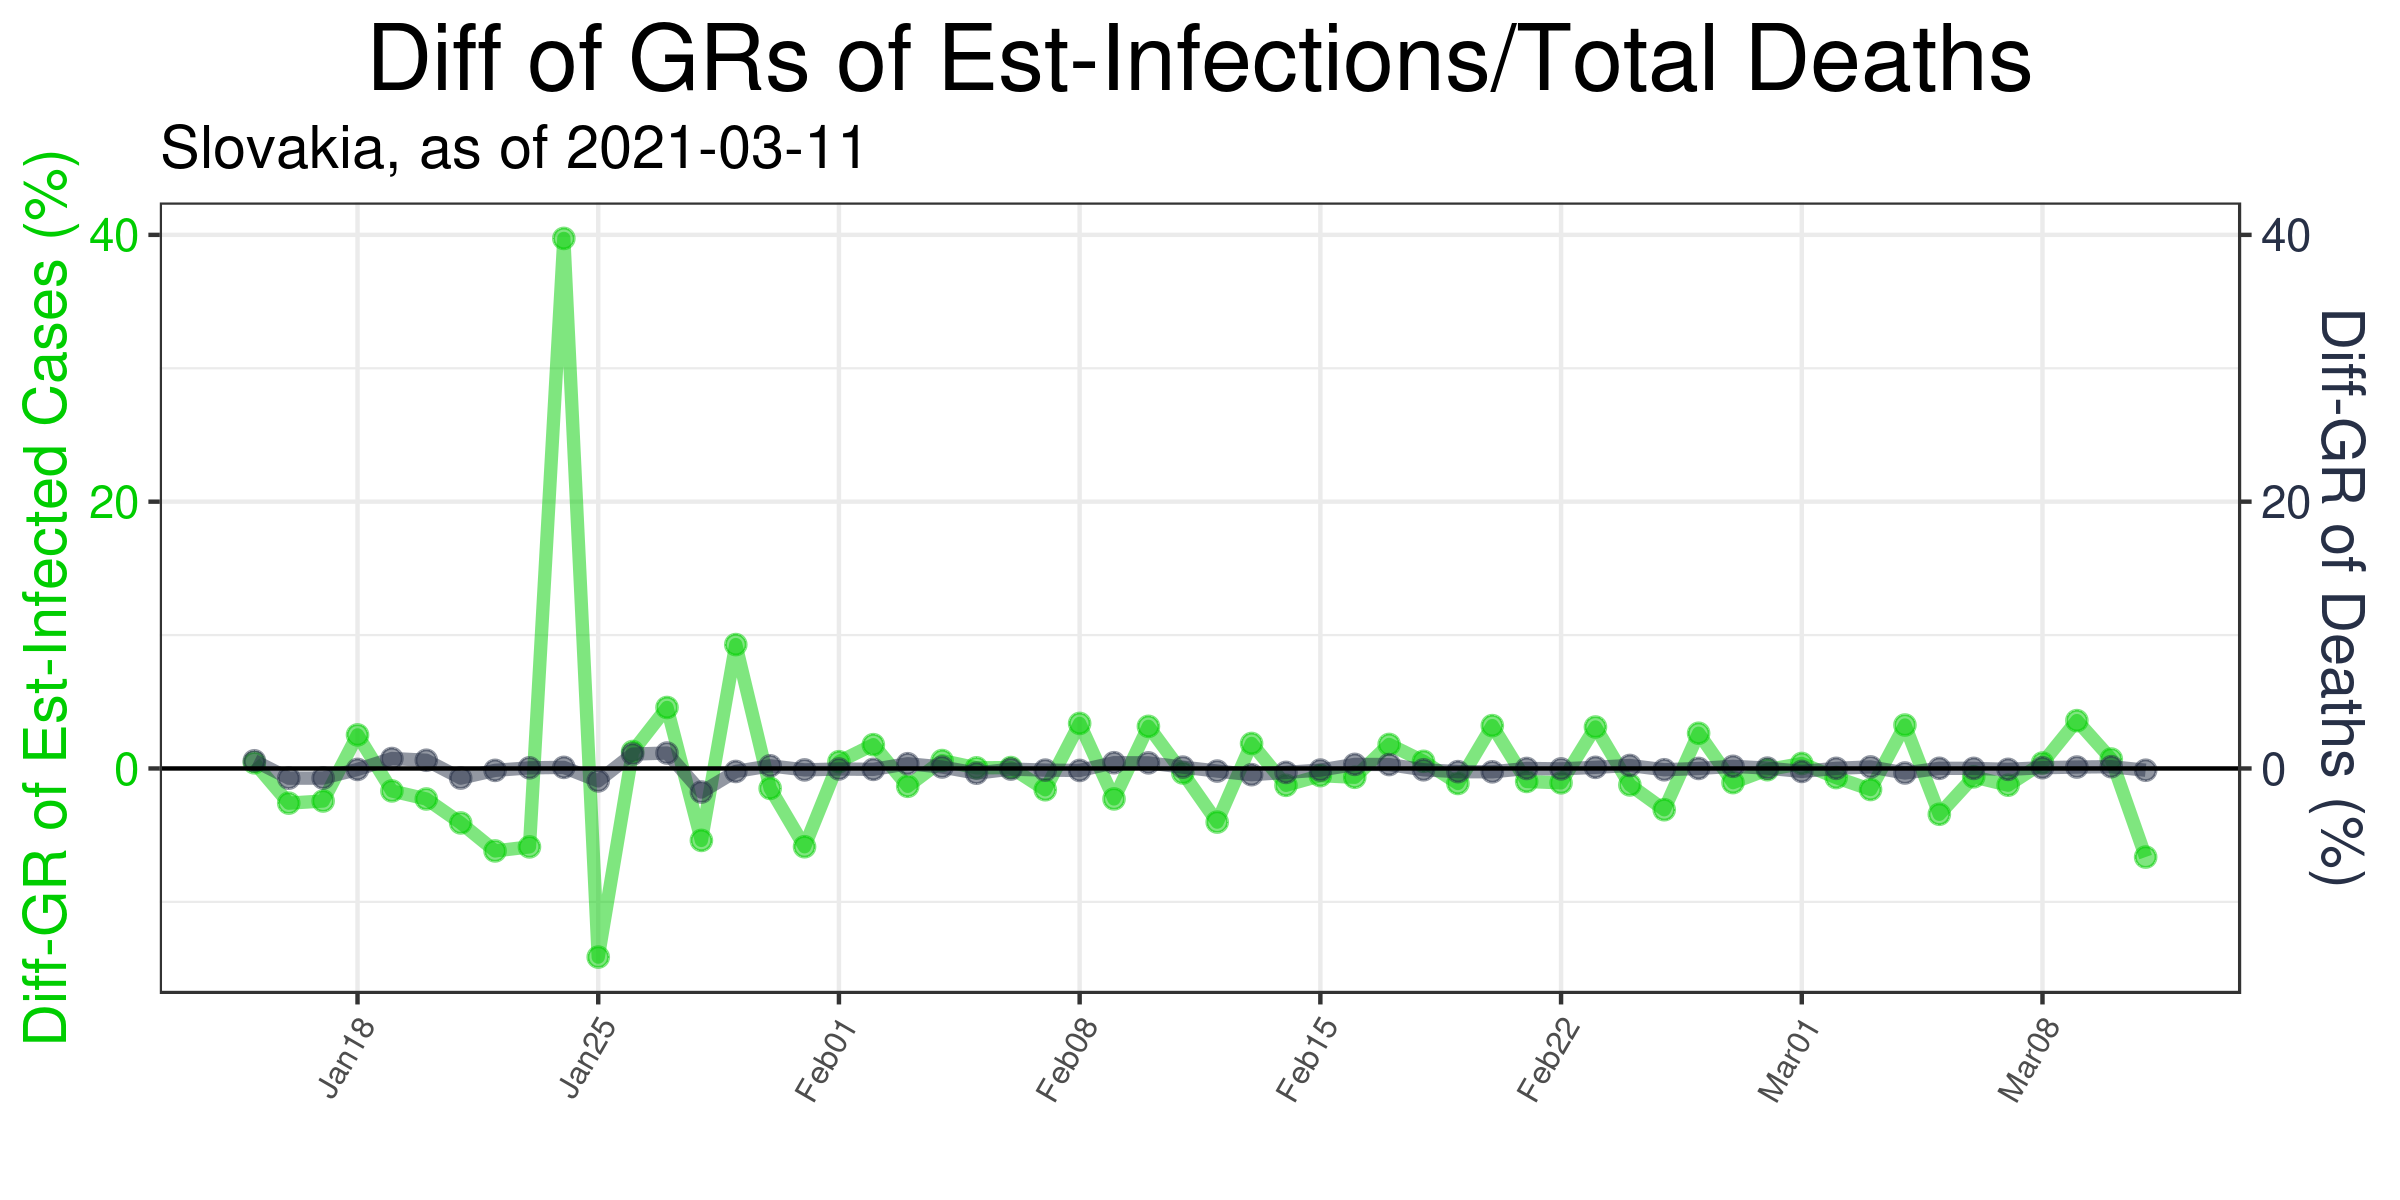 Diff of GRs of Est-Infections/Total Deaths
Slovakia, as of 2021-03-11
Diff-GR of Est-Infected Cases (%)
40
20
0
40
20
0
Diff-GR of Deaths (%)
Jan18
Jan25
Feb01
Feb08
Feb15
Feb22
Mar01
Mar08